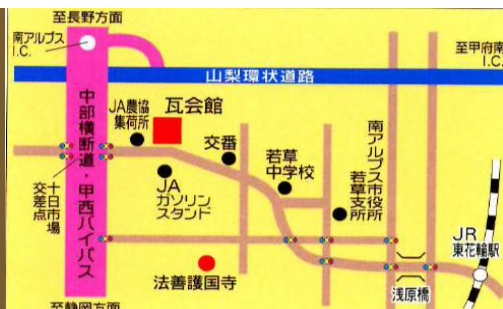 至長野方面
南アルプス
I.C.
至甲府南
I.C.
山梨環状道路
中部横断道・甲西バイパス
JA農協
集荷所
瓦会館
交番
若草
中学校
南アルプス市役所
若草支所
十日市場
交差点
JA
ガソリン
スタンド
法善護国寺
JR
東花輪駅
浅原橋
至静岡方面